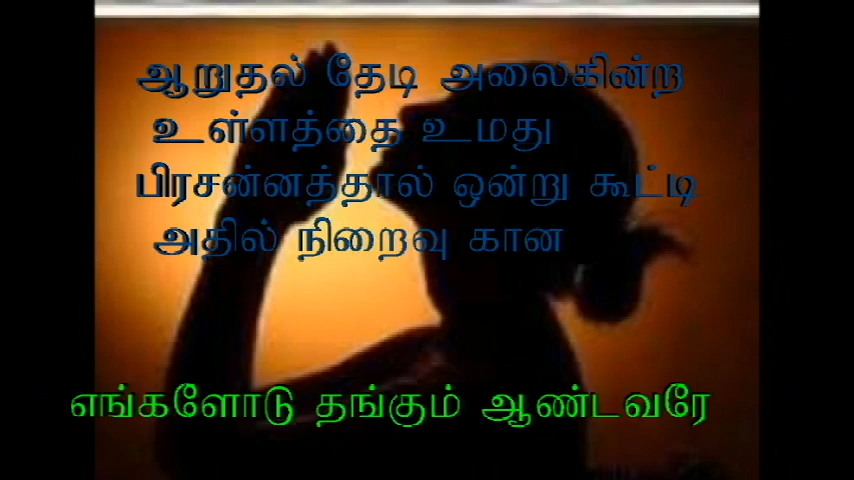 ஆறுதல் தேடி அலைகின்ற
உள்ளத்தை உமது
பிரசன்னத்தால் ஒன்று கூட்டி
அதில் நிறைவு கான
எங்களோடு தங்கும் ஆண்டவரே